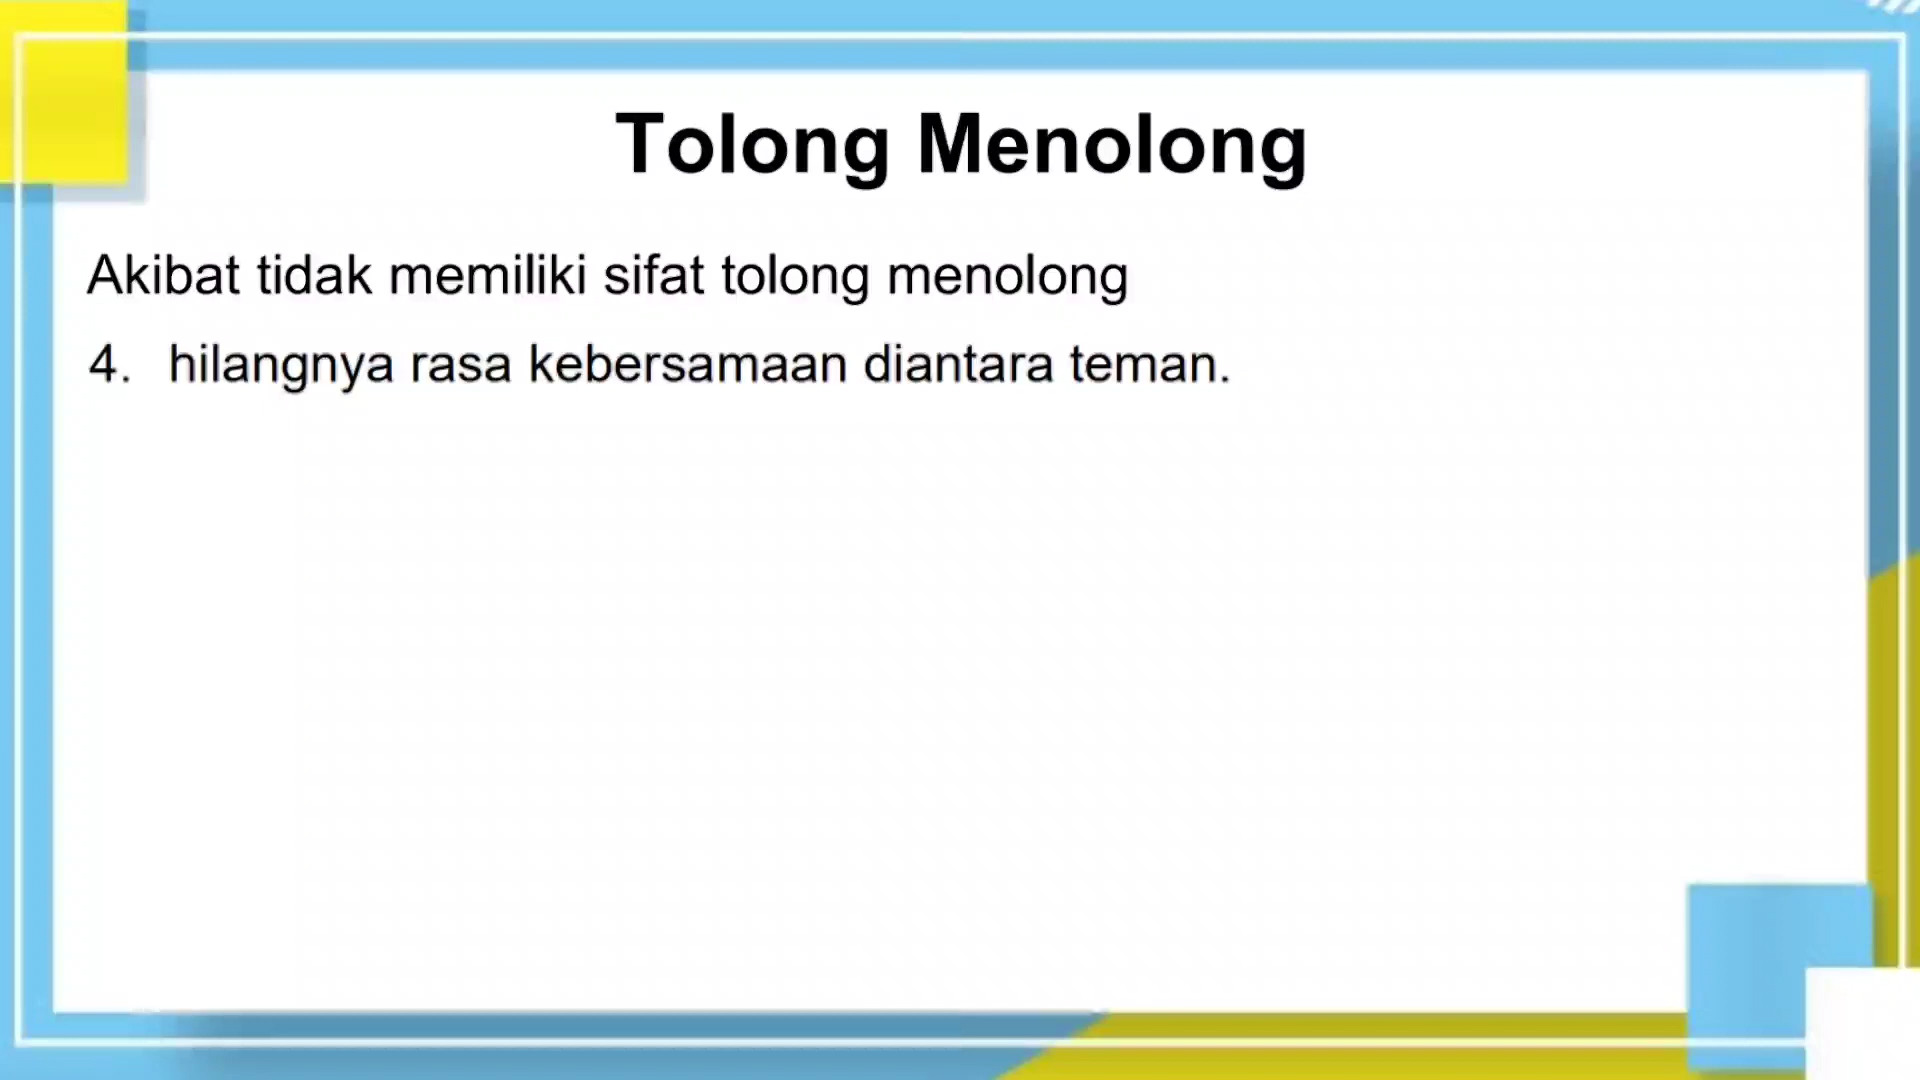 Tolong Menolong
Akibat tidak memiliki sifat tolong menolong
4. hilangnya rasa kebersamaan diantara teman.